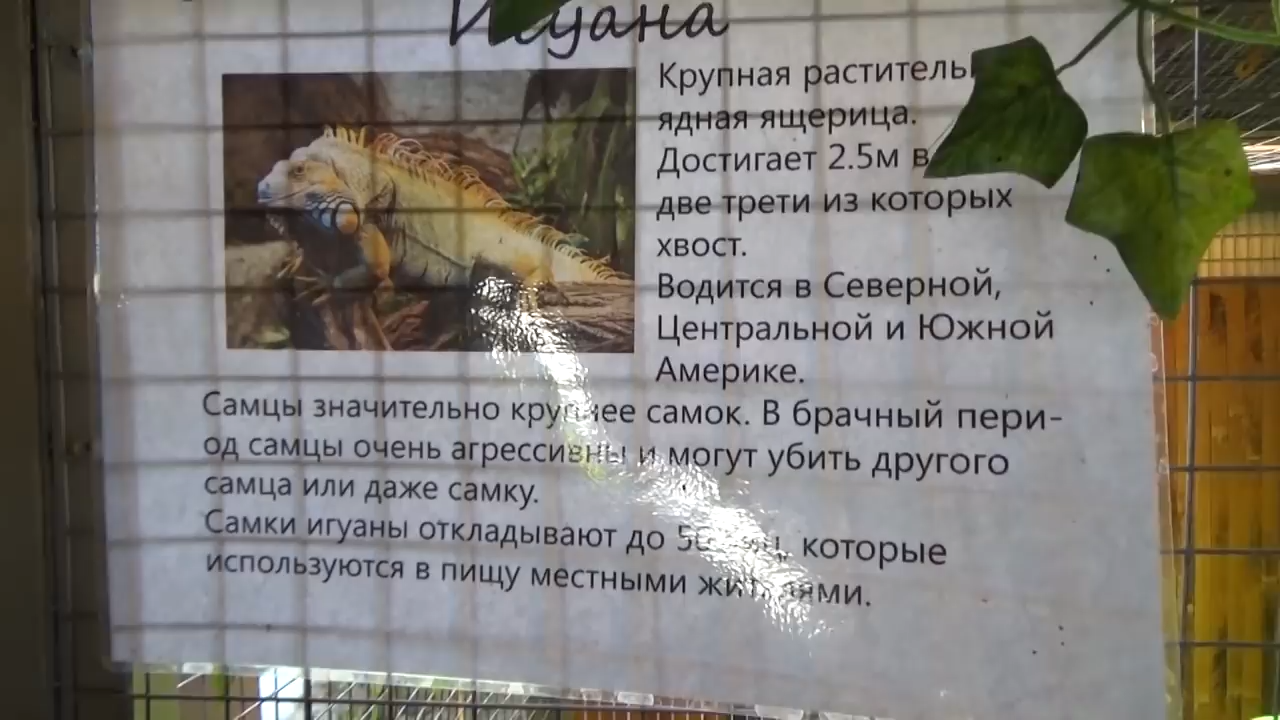 Игуана
Крупная раститель
ядная ящерица.
Достигает 2.5м в
две трети из которых
хвост.
Водится в Северной,
Центральной и Южной
Америке.
Самцы значительно крупнее самок. В брачный пери-
од самцы очень агрессивны и могут убить другого
самца или даже самку.
Самки игуаны откладывают до которые
используются в пищу местными жителями.